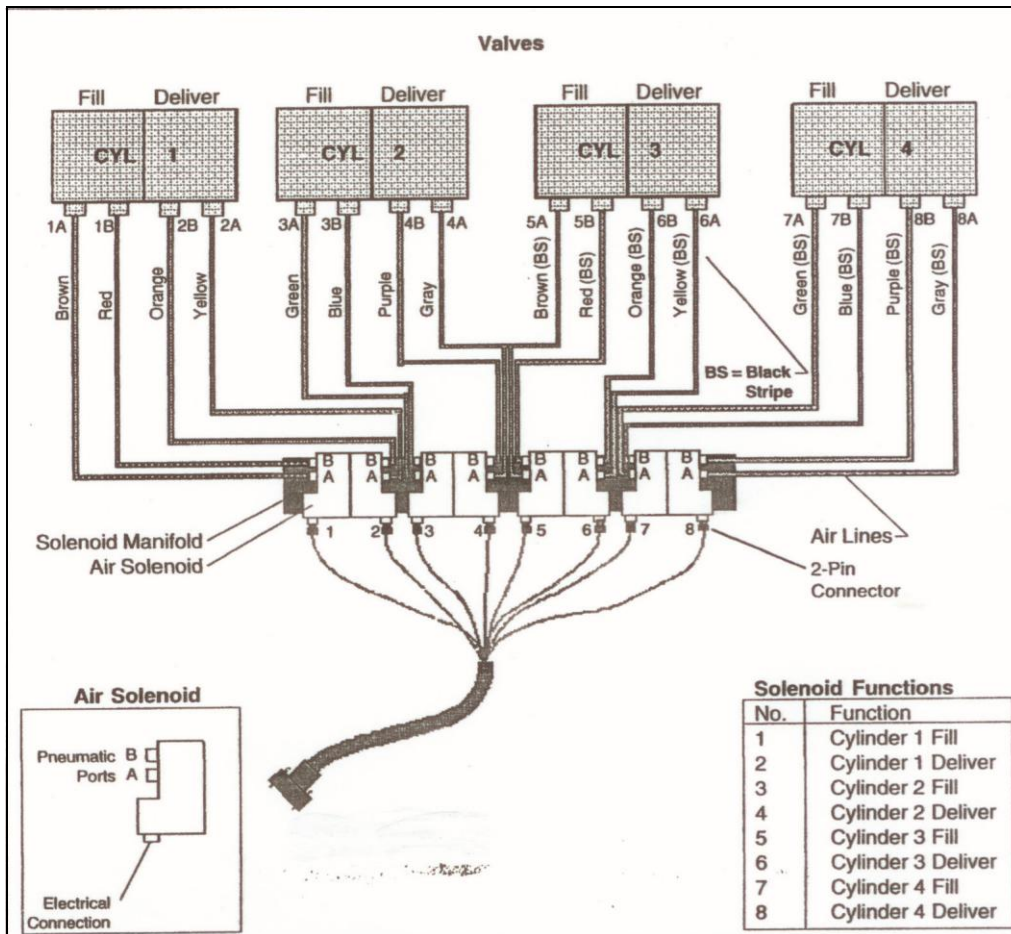 Valves
Fill Deliver
Fill Deliver
Fill Deliver
Fill Deliver
CYL 1
CYL 2
CYL 3
CYL 4
1A 1B 2B 2A
3A 3B 4B 4A
5A 5B 6B 6A
7A 7B 8B 8A
Brown
Red
Orange
Yellow
Green
Blue
Purple
Gray
Brown (BS)
Red (BS)
Orange (BS)
Yellow (BS)
Green (BS)
Blue (BS)
Purple (BS)
Gray (BS)
BS = Black
Stripe
B B B B B B B B
A A A A A A A A
1 2 3 4 5 6 7 8
Solenoid Manifold
Air Solenoid
Air Lines
2-Pin
Connector
Air Solenoid
Pneumatic B
Ports A
Electrical
Connection
Solenoid Functions
No. Function
1 Cylinder 1 Fill
2 Cylinder 1 Deliver
3 Cylinder 2 Fill
4 Cylinder 2 Deliver
5 Cylinder 3 Fill
6 Cylinder 3 Deliver
7 Cylinder 4 Fill
8 Cylinder 4 Deliver